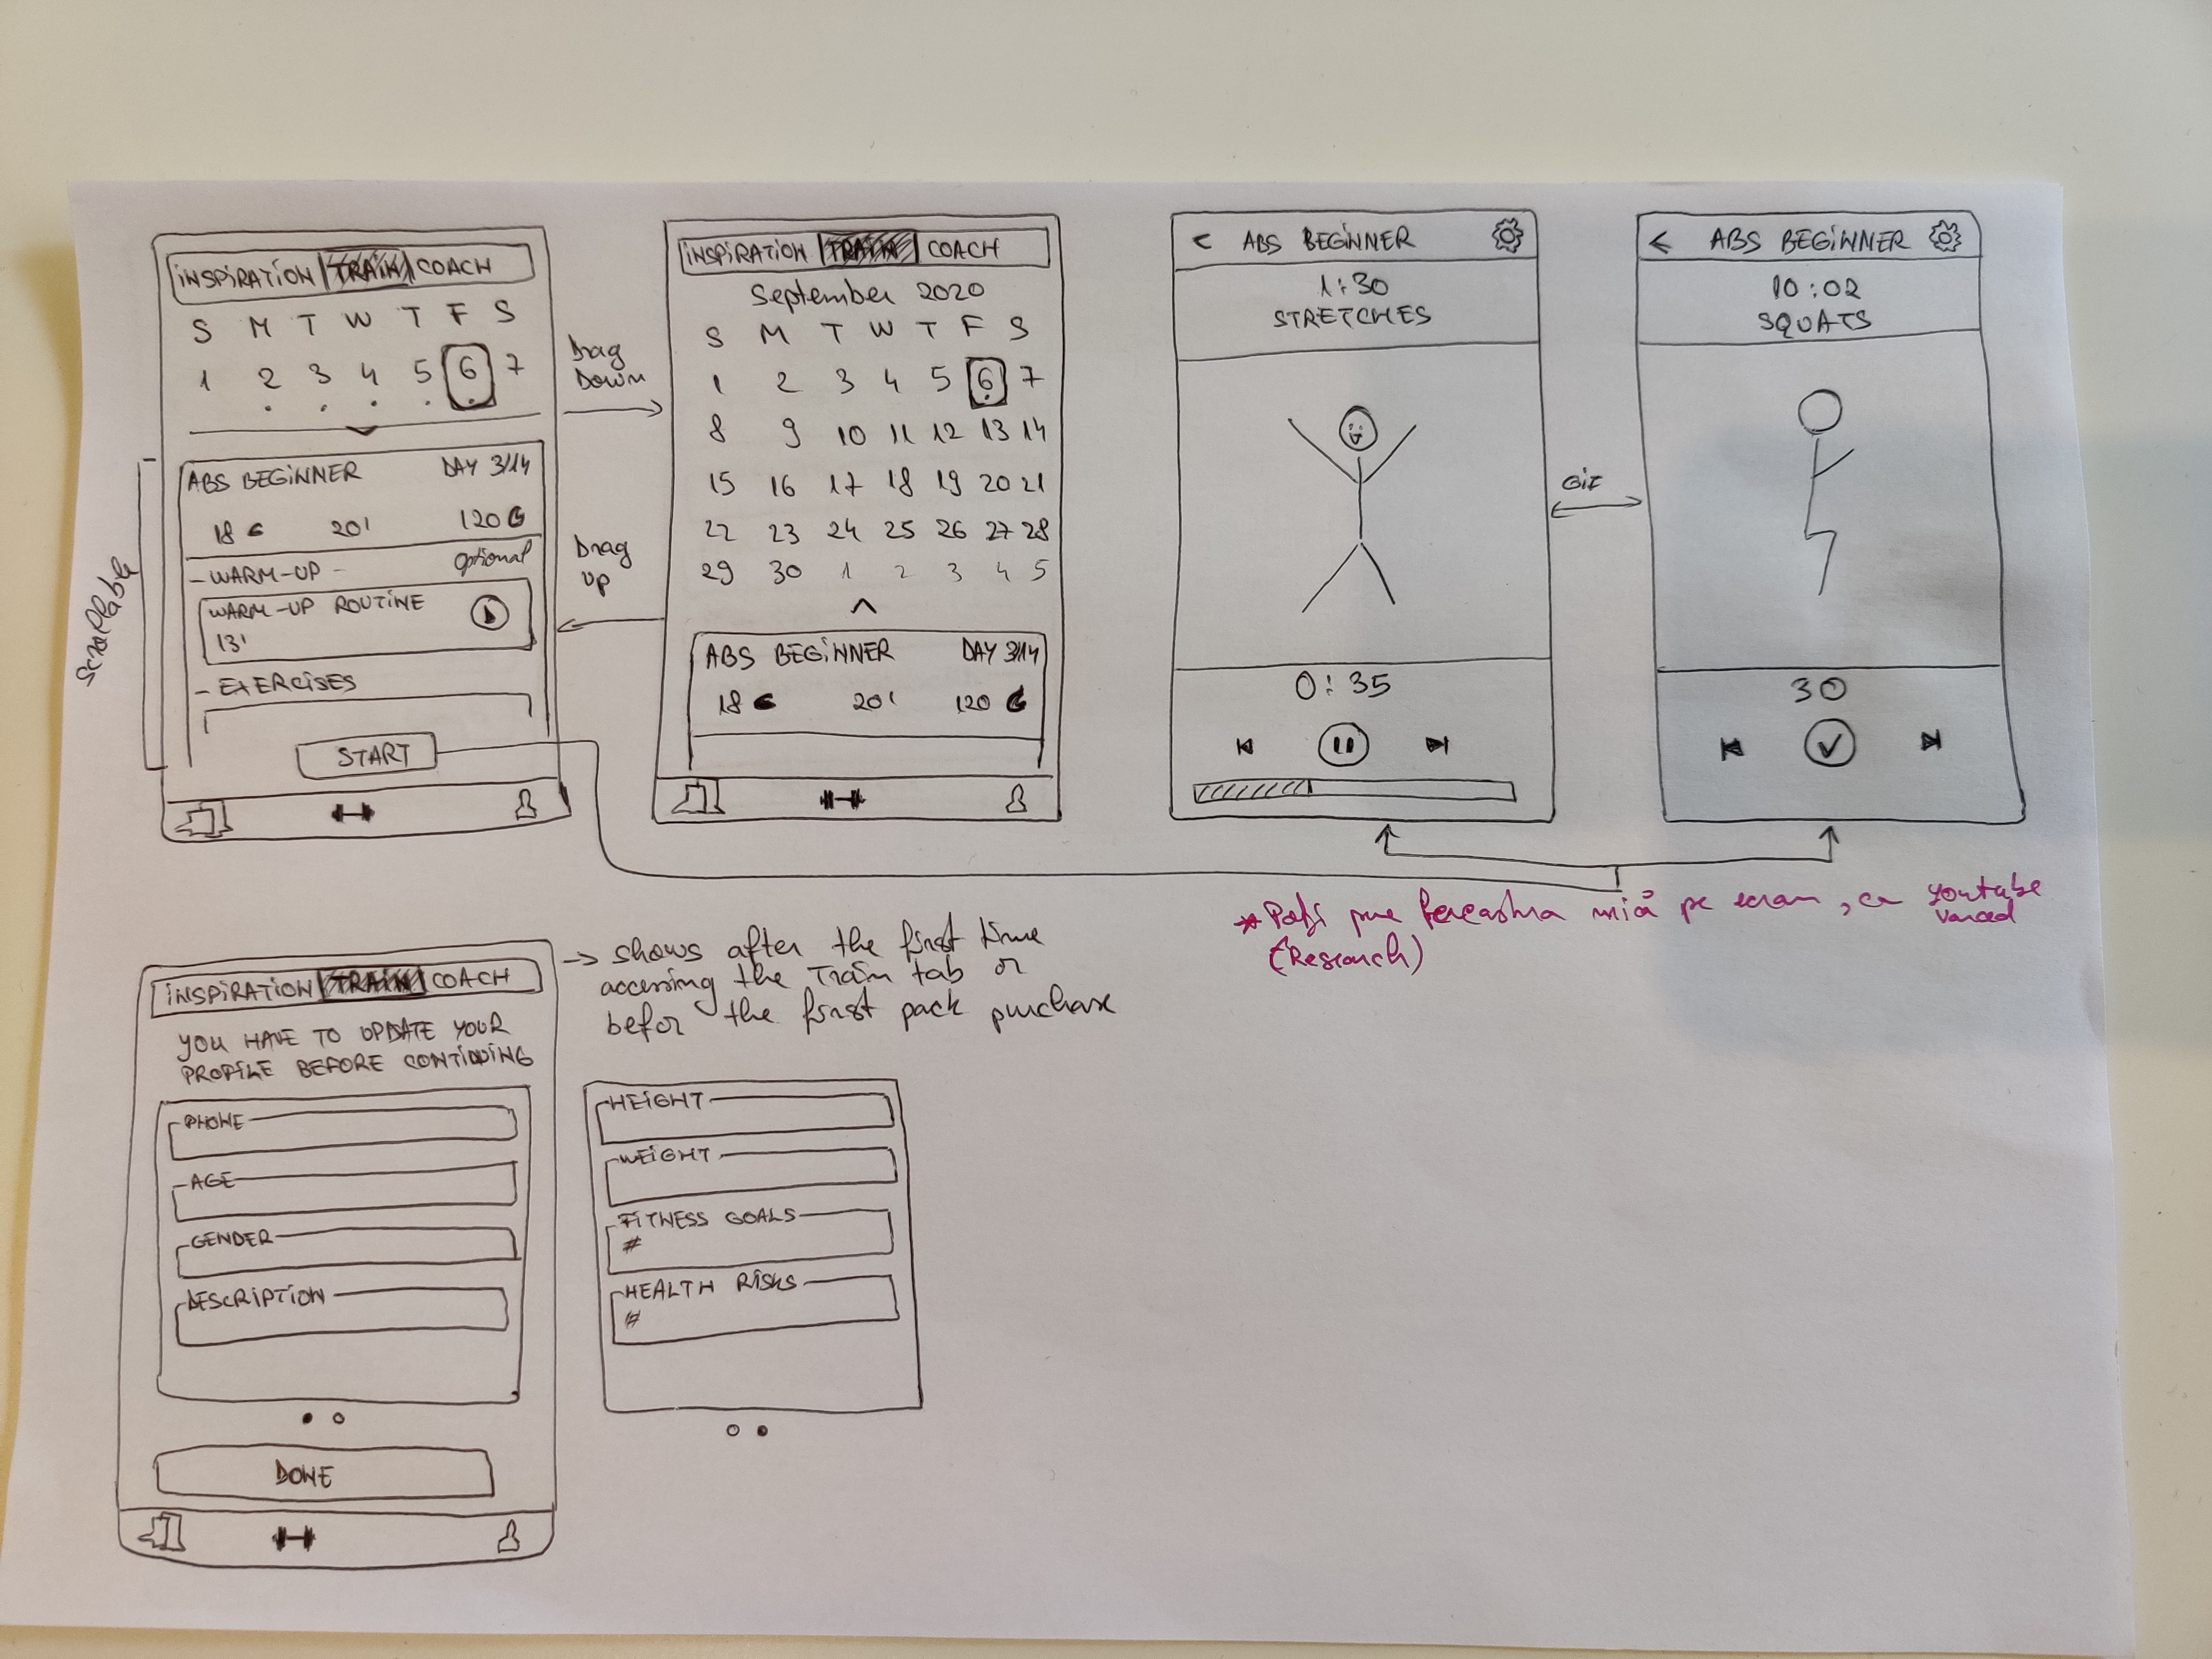 INSPIRATION TRAIN COACH
S M T W T F S
1 2 3 4 5 6 7
ABS BEGINNER DAY 3/14
18 20' 120
- WARM-UP - optional
WARM-UP ROUTINE
13'
- EXERCISES
START
Scrollable
Drag
Down
Drag
Up
INSPIRATION TRAIN COACH
September 2020
S M T W T F S
1 2 3 4 5 6 7
8 9 10 11 12 13 14
15 16 17 18 19 20 21
22 23 24 25 26 27 28
29 30 1 2 3 4 5
ABS BEGINNER DAY 3/14
18 20' 120
< ABS BEGINNER
1:30
STRETCHES
0:35
GIF
ABS BEGINNER
10:02
SQUATS
30
* Poți pune fereastra mică pe ecran, ca youtube
vanced
(Research)
INSPIRATION TRAIN COACH
YOU HAVE TO UPDATE YOUR
PROFILE BEFORE CONTINUING
PHONE
AGE
GENDER
DESCRIPTION
DONE
→ shows after the first time
accessing the Train tab or
befor the first pack purchase
HEIGHT
WEIGHT
FITNESS GOALS
#
HEALTH RISKS
#